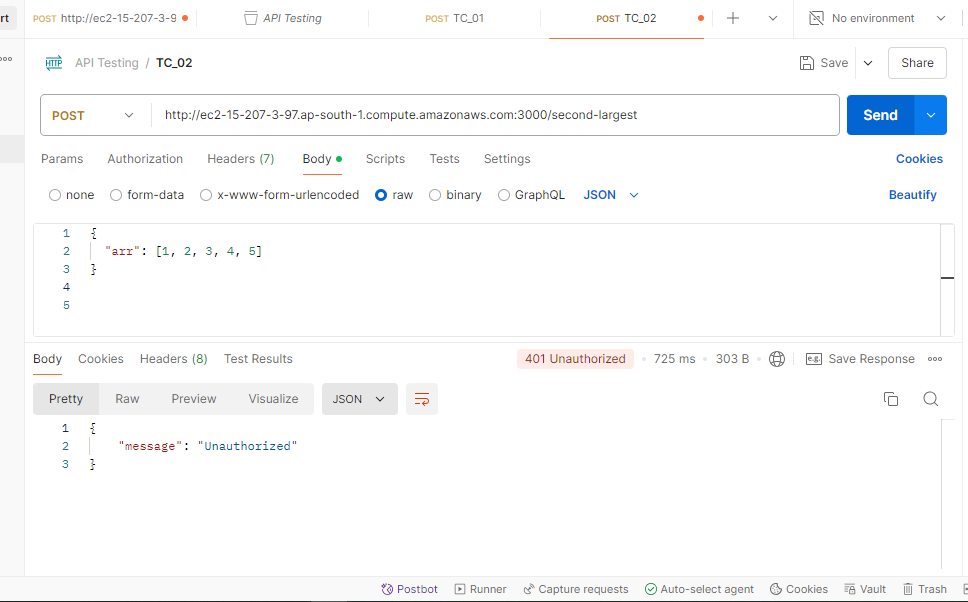 rt POST http://ec2-15-207-3-9 API Testing POST TC_01 POST TC_02 No environment
HTTP API Testing / TC_02 Save Share
POST http://ec2-15-207-3-97.ap-south-1.compute.amazonaws.com:3000/second-largest Send
Params Authorization Headers (7) Body Scripts Tests Settings Cookies
none form-data x-www-form-urlencoded raw binary GraphQL JSON Beautify
1 {
2 "arr": [1, 2, 3, 4, 5]
3 }
4
5
Body Cookies Headers (8) Test Results 401 Unauthorized 725 ms 303 B e.g. Save Response
Pretty Raw Preview Visualize JSON
1 {
2 "message": "Unauthorized"
3 }
Postbot Runner Capture requests Auto-select agent Cookies Vault Trash